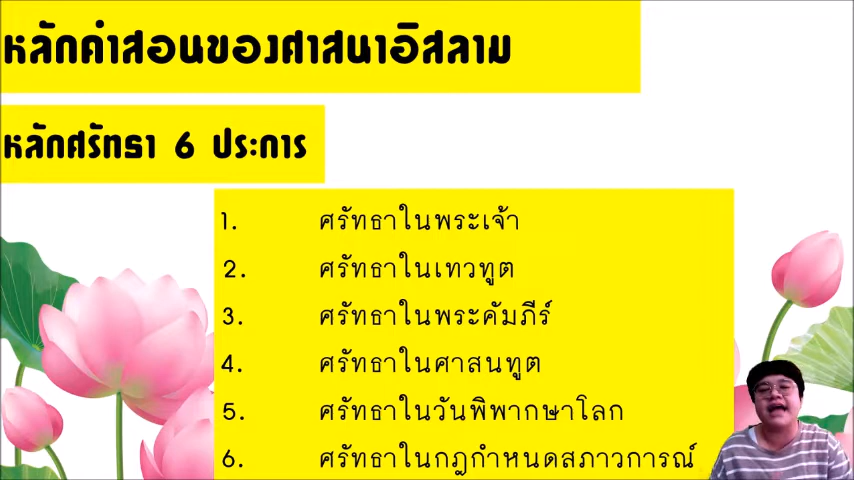 หลักคำสอนของศาสนาอิสลาม
หลักศรัทธา 6 ประการ
1. ศรัทธาในพระเจ้า
2. ศรัทธาในเทวทูต
3. ศรัทธาในพระคัมภีร์
4. ศรัทธาในศาสนทูต
5. ศรัทธาในวันพิพากษาโลก
6. ศรัทธาในกฎกำหนดสภาวการณ์